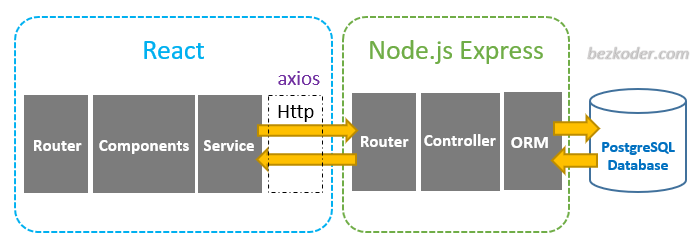 React
Node.js Express
bezkoder.com
axios
Http
Router
Components
Service
Router
Controller
ORM
PostgreSQL
Database